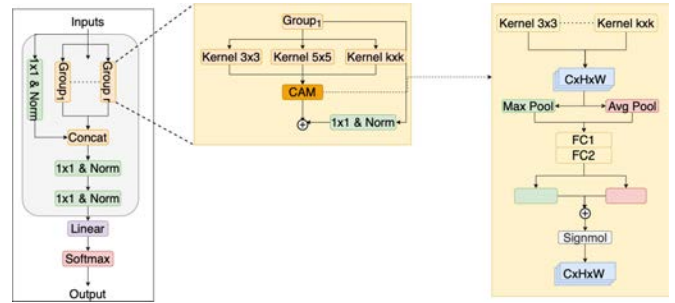 Inputs
1x1 & Norm
Group1
Group r
Concat
1x1 & Norm
1x1 & Norm
Linear
Softmax
Output
Group1
Kernel 3x3
Kernel 5x5
Kernel kxk
CAM
1x1 & Norm
Kernel 3x3
Kernel kxk
CxHxW
Max Pool
Avg Pool
FC1
FC2
Signmol
CxHxW